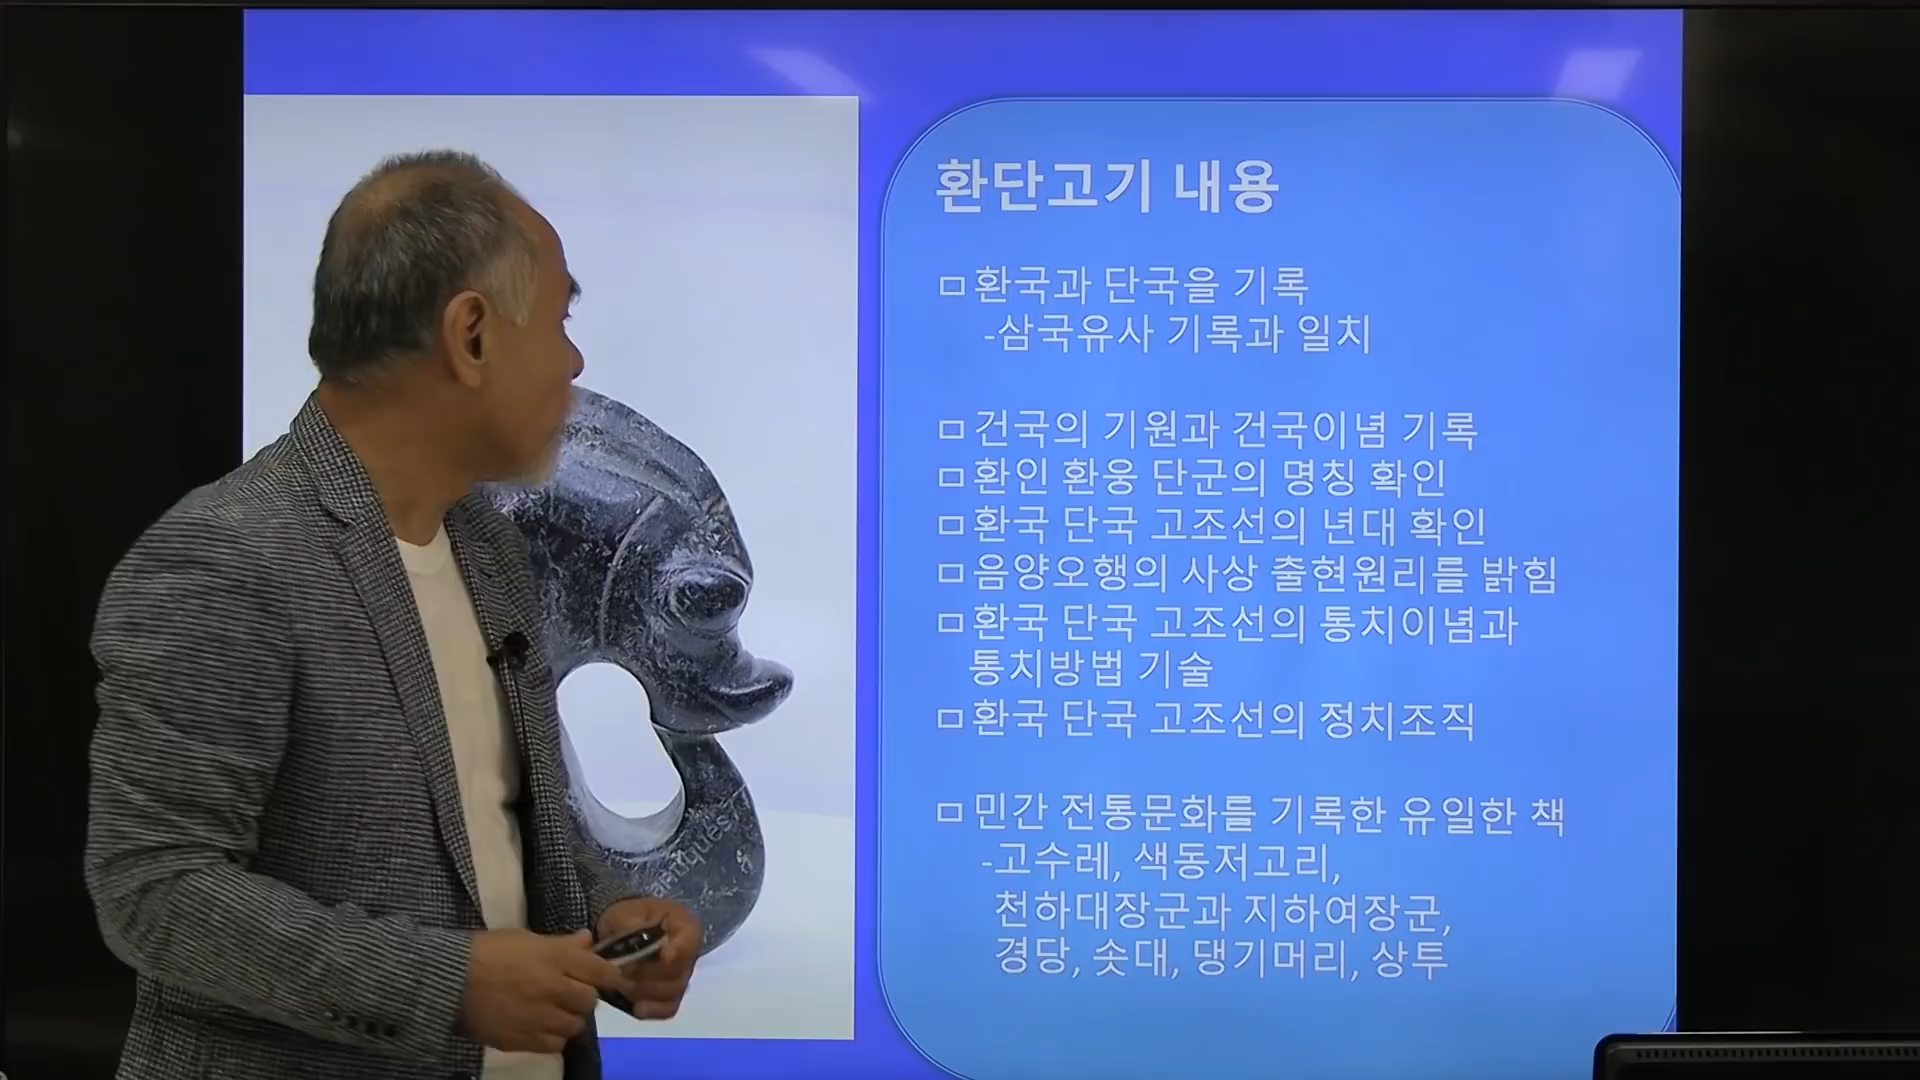 환단고기 내용
□ 환국과 단국을 기록
-삼국유사 기록과 일치
□ 건국의 기원과 건국이념 기록
□ 환인 환웅 단군의 명칭 확인
□ 환국 단국 고조선의 년대 확인
□ 음양오행의 사상 출현원리를 밝힘
□ 환국 단국 고조선의 통치이념과
통치방법 기술
□ 환국 단국 고조선의 정치조직
□ 민간 전통문화를 기록한 유일한 책
-고수레, 색동저고리,
천하대장군과 지하여장군,
경당, 솟대, 댕기머리, 상투